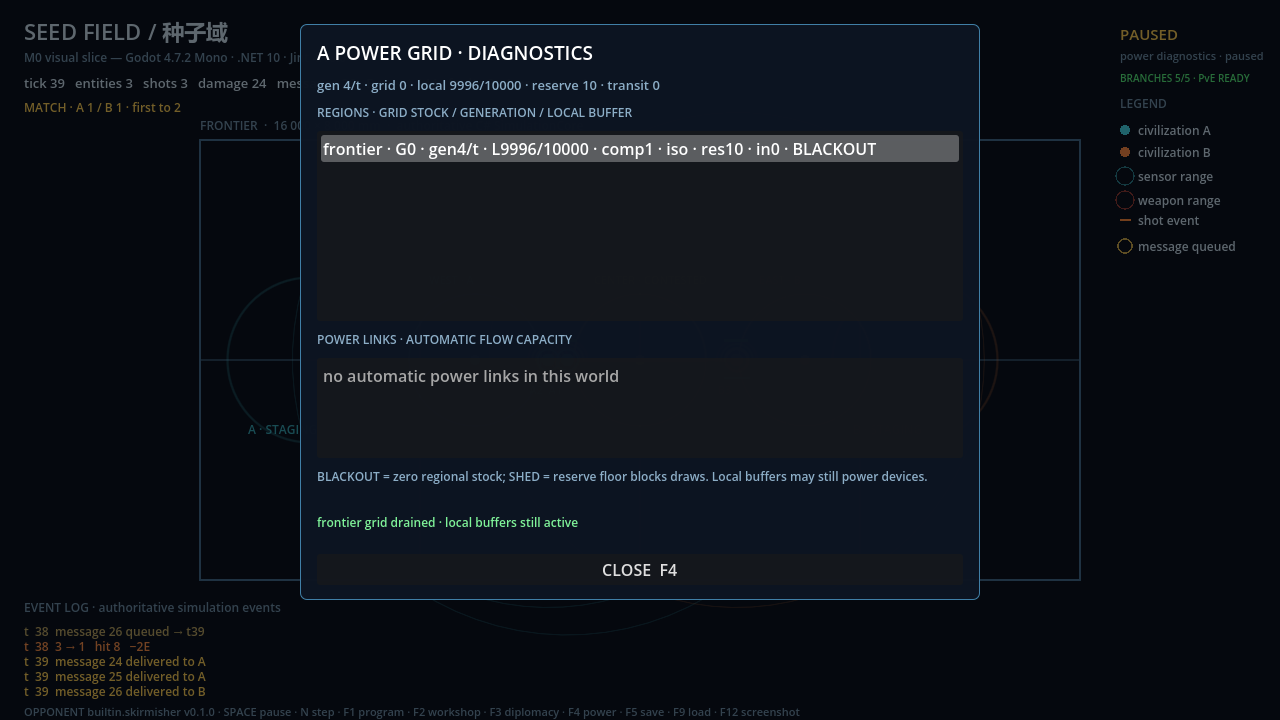 SEED FIELD / 种子域
M0 visual slice — Godot 4.7.2 Mono · .NET 10 ·
tick 39 entities 3 shots 3 damage 24
MATCH · A 1 / B 1 · first to 2
FRONTIER · 16
A POWER GRID · DIAGNOSTICS
gen 4/t · grid 0 · local 9996/10000 · reserve 10 · transit 0
REGIONS · GRID STOCK / GENERATION / LOCAL BUFFER
frontier · G0 · gen4/t · L9996/10000 · comp1 · iso · res10 · in0 · BLACKOUT
POWER LINKS · AUTOMATIC FLOW CAPACITY
no automatic power links in this world
BLACKOUT = zero regional stock; SHED = reserve floor blocks draws. Local buffers may still power devices.
frontier grid drained · local buffers still active
CLOSE F4
PAUSED
power diagnostics · paused
BRANCHES 5/5 · PvE READY
LEGEND
civilization A
civilization B
sensor range
weapon range
shot event
message queued
A · STAGI
EVENT LOG · authoritative simulation events
t 38 message 26 queued → t39
t 38 3 → 1 hit 8 −2E
t 39 message 24 delivered to A
t 39 message 25 delivered to A
t 39 message 26 delivered to B
OPPONENT builtin.skirmisher v0.1.0 · SPACE pause · N step · F1 program · F2 workshop · F3 diplomacy · F4 power · F5 save · F9 load · F12 screenshot